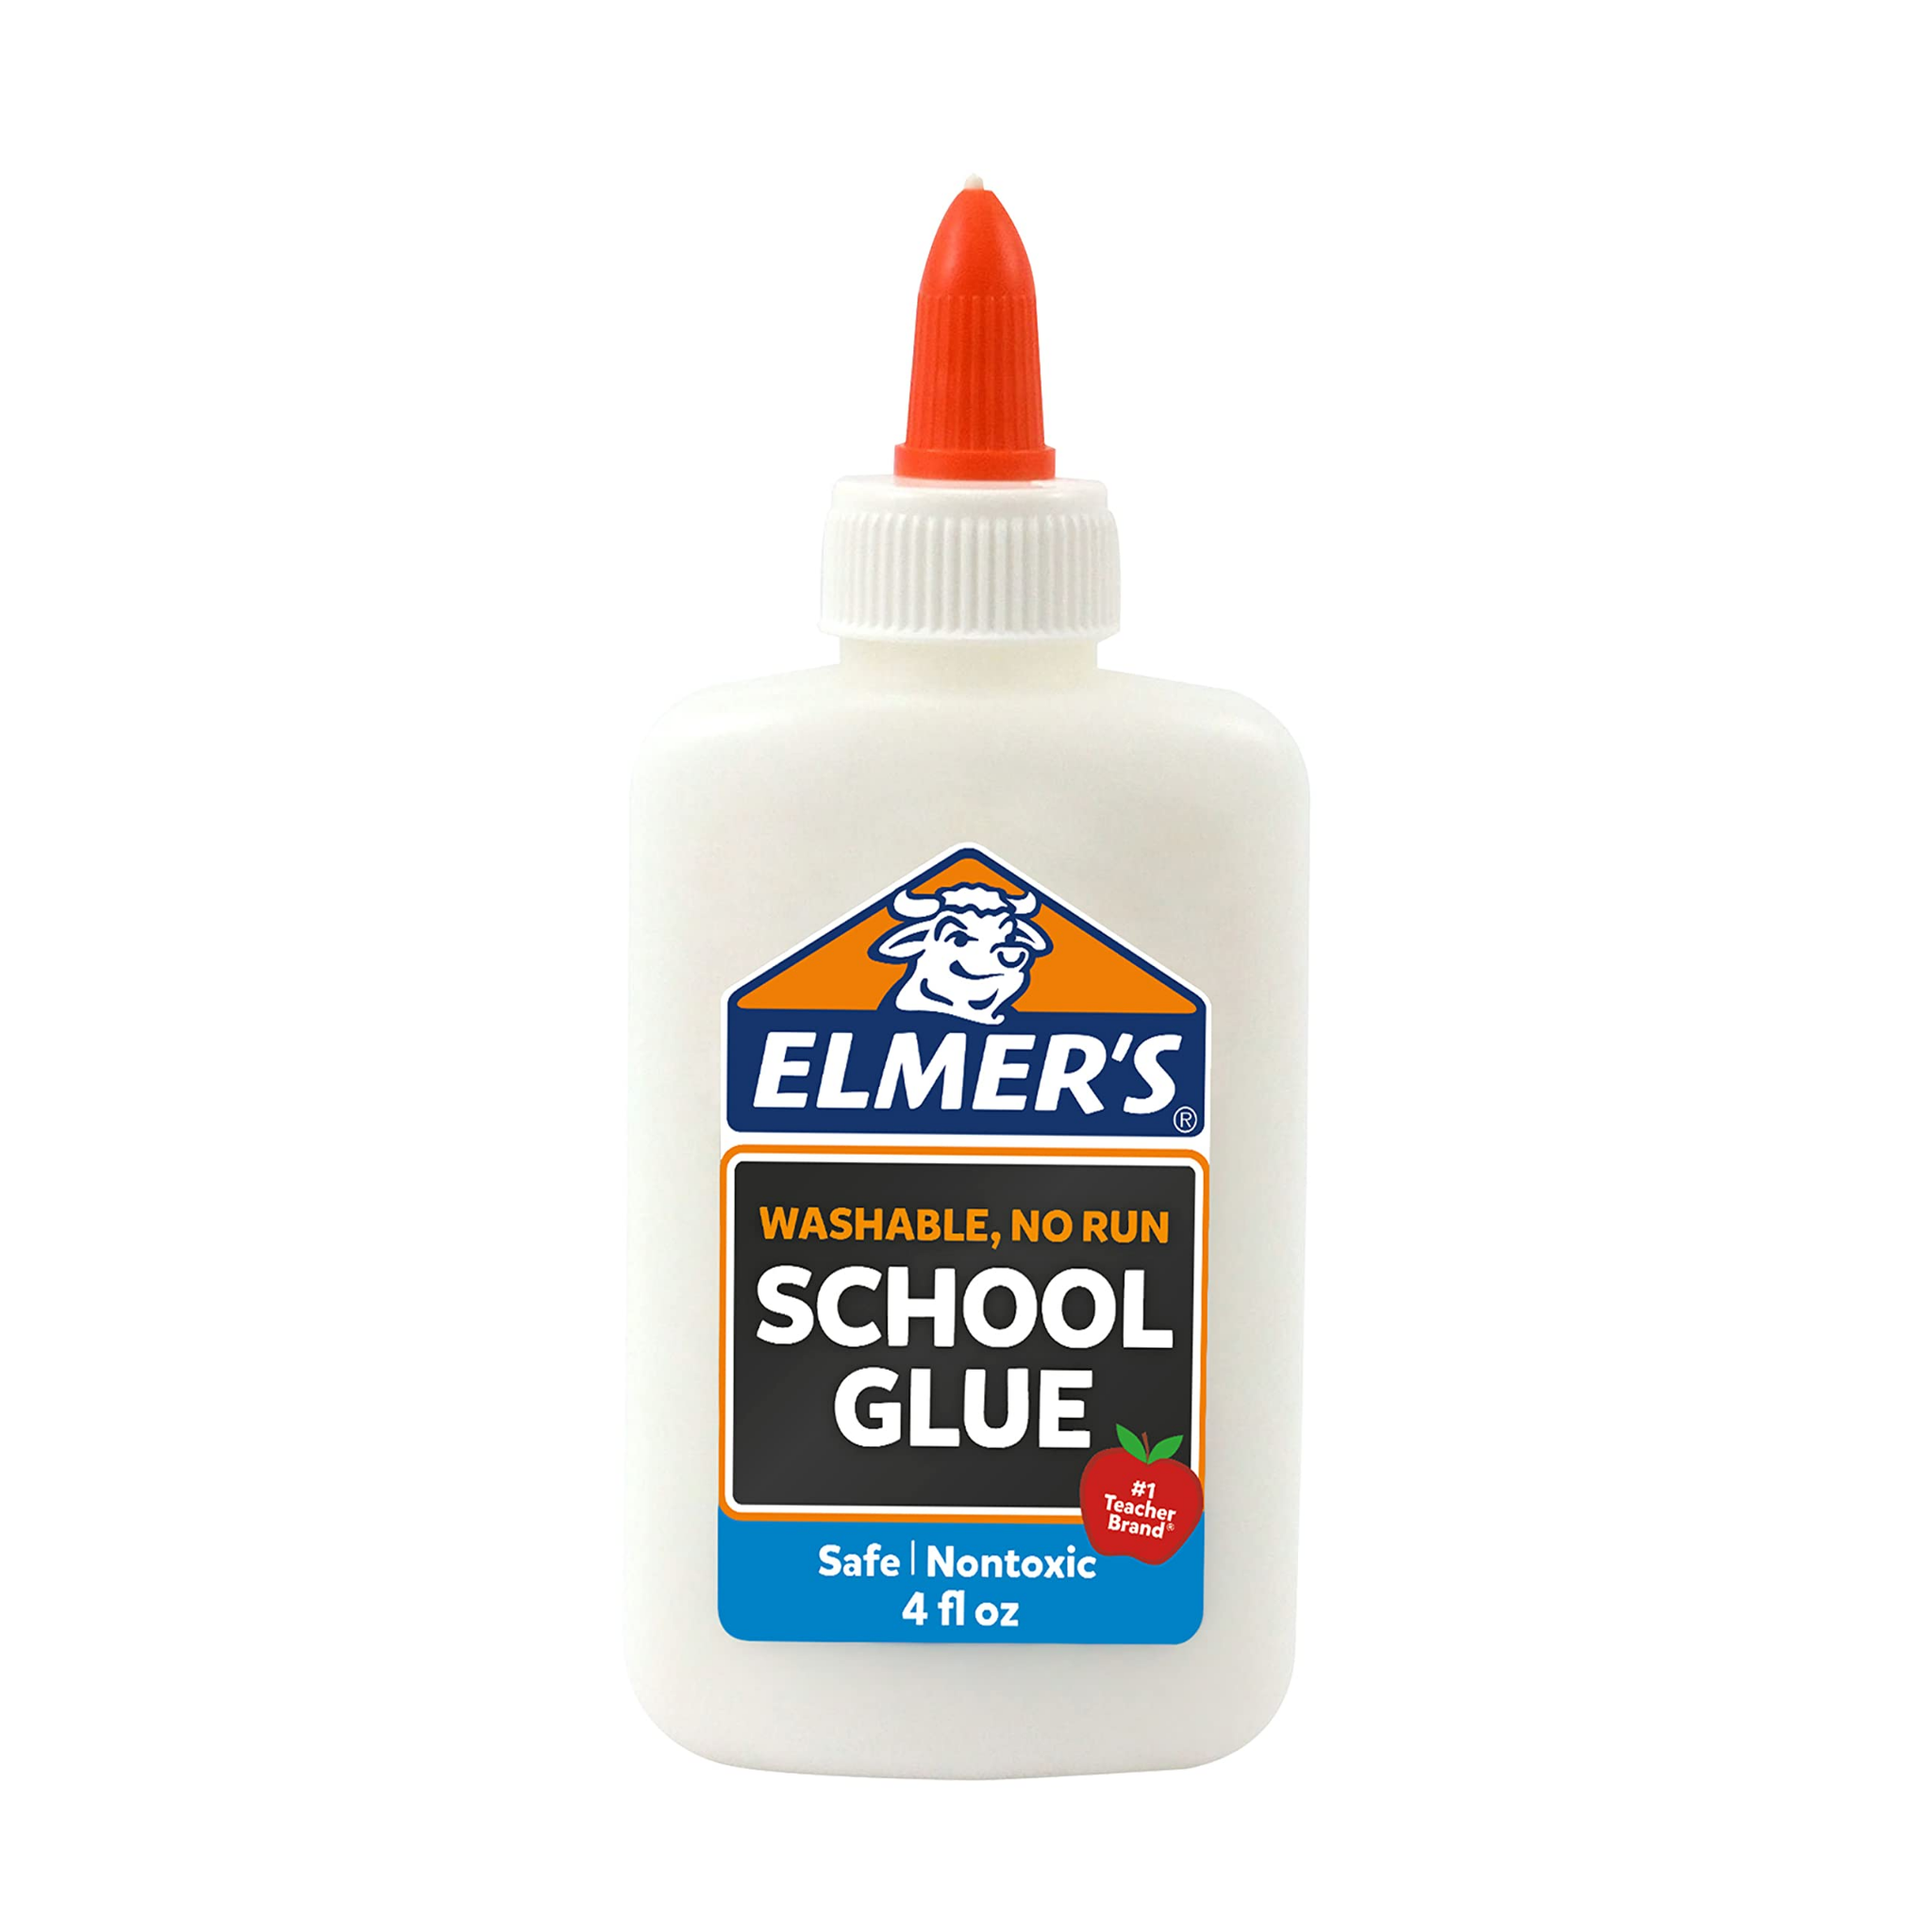 ELMER'S®
WASHABLE, NO RUN
SCHOOL
GLUE
#1
Teacher
Brand®
Safe | Nontoxic
4 fl oz